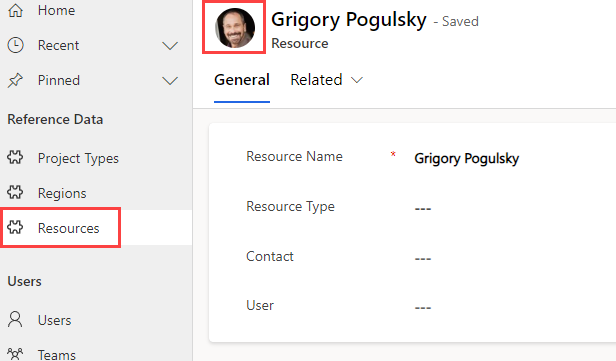 Home
Recent
Pinned
Reference Data
Project Types
Regions
Resources
Users
Users
Teams
Grigory Pogulsky - Saved
Resource
General Related
Resource Name * Grigory Pogulsky
Resource Type ---
Contact ---
User ---